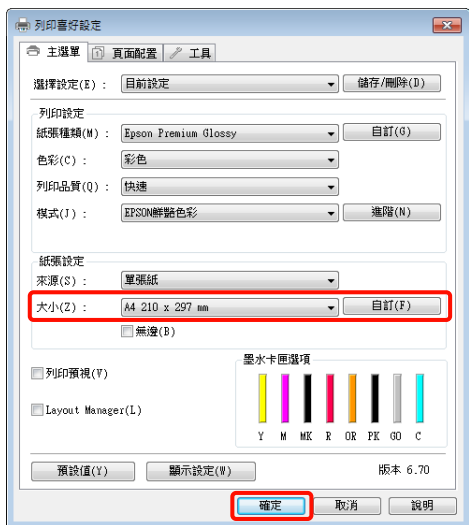 列印喜好設定
主選單 頁面配置 工具
選擇設定(E) : 目前設定 儲存/刪除(D)
列印設定
紙張種類(M) : Epson Premium Glossy 自訂(G)
色彩(C) : 彩色
列印品質(Q) : 快速
模式(J) : EPSON鮮豔色彩 進階(N)
紙張設定
來源(S) : 單張紙
大小(Z) : A4 210 x 297 mm 自訂(F)
無邊(B)
墨水卡匣選項
列印預視(V)
Layout Manager(L)
Y M MK R OR PK GO C
預設值(Y) 顯示設定(W) 版本 6.70
確定 取消 說明